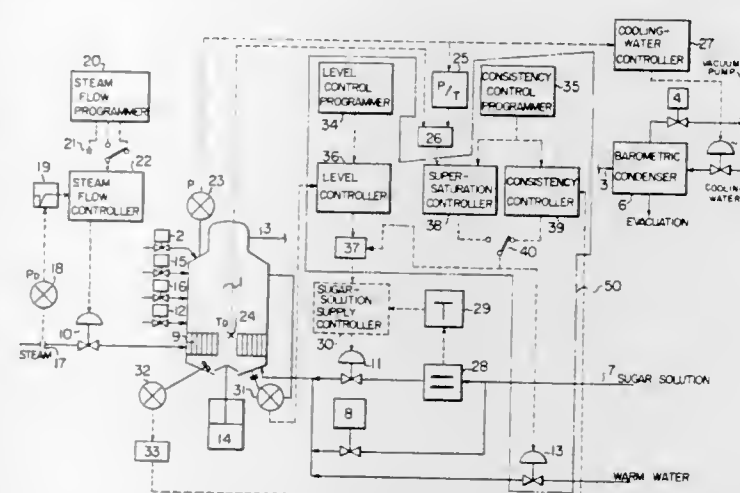 20
STEAM
FLOW
PROGRAMMER
21
22
19
STEAM
FLOW
CONTROLLER
PD
18
10
STEAM
17
P
23
2
3
15
16
12
9
TD
24
32
31
33
14
LEVEL
CONTROL
PROGRAMMER
34
36
LEVEL
CONTROLLER
37
SUGAR-
SOLUTION
SUPPLY
CONTROLLER
30
11
8
25
P/T
26
CONSISTENCY
CONTROL
PROGRAMMER
35
SUPER-
SATURATION
CONTROLLER
38
CONSISTENCY
CONTROLLER
39
40
29
28
50
7
SUGAR SOLUTION
13
WARM WATER
COOLING-
WATER
CONTROLLER
27
VACUUM
PUMP
4
3
BAROMETRIC
CONDENSER
6
COOLING
WATER
EVACUATION